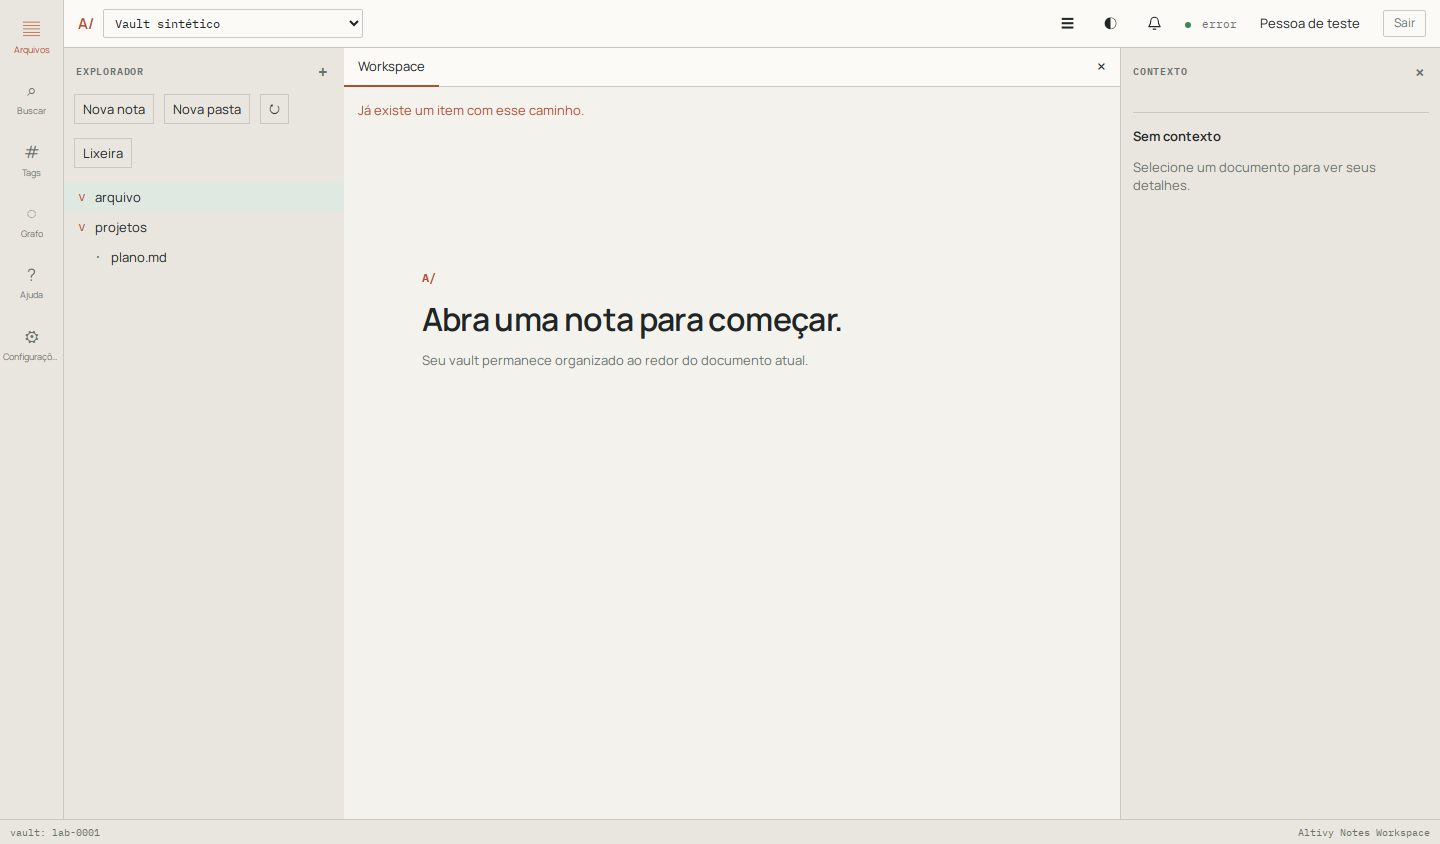 Arquivos
Buscar
# Tags
Grafo
? Ajuda
Configuraçõ...
A/ Vault sintético
error
Pessoa de teste
Sair
EXPLORADOR +
Nova nota
Nova pasta
Lixeira
v arquivo
v projetos
· plano.md
Workspace ×
Já existe um item com esse caminho.
A/
Abra uma nota para começar.
Seu vault permanece organizado ao redor do documento atual.
CONTEXTO ×
Sem contexto
Selecione um documento para ver seus
detalhes.
vault: lab-0001
Altivy Notes Workspace